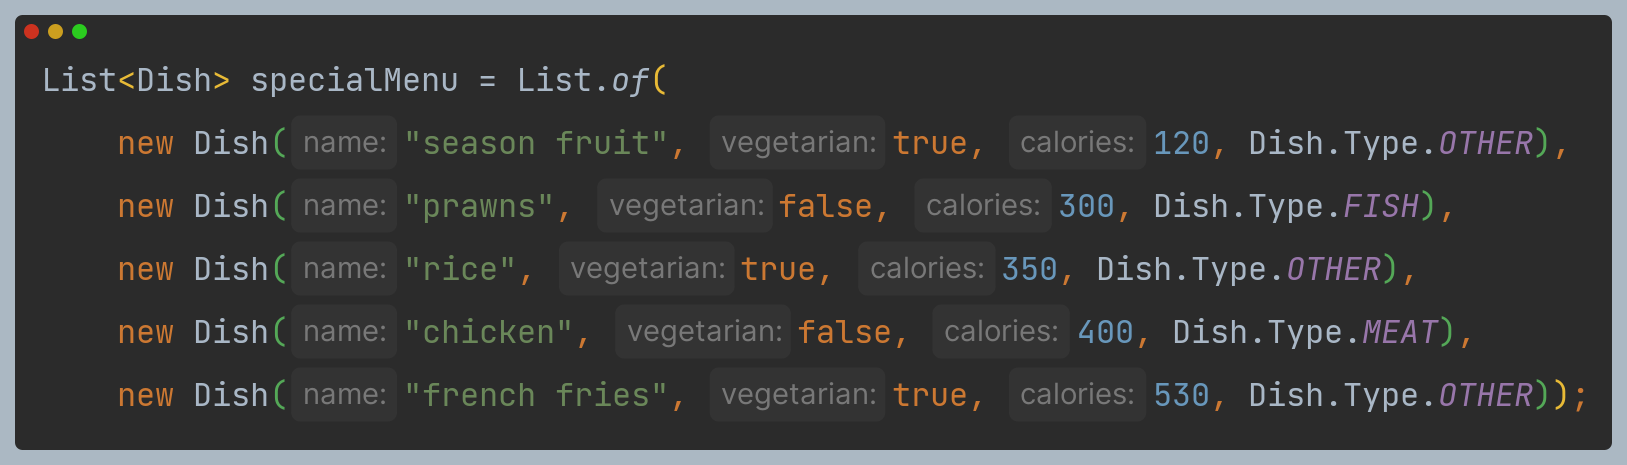 List<Dish> specialMenu = List.of(
new Dish( name: "season fruit", vegetarian: true, calories: 120, Dish.Type.OTHER),
new Dish( name: "prawns", vegetarian: false, calories: 300, Dish.Type.FISH),
new Dish( name: "rice", vegetarian: true, calories: 350, Dish.Type.OTHER),
new Dish( name: "chicken", vegetarian: false, calories: 400, Dish.Type.MEAT),
new Dish( name: "french fries", vegetarian: true, calories: 530, Dish.Type.OTHER));